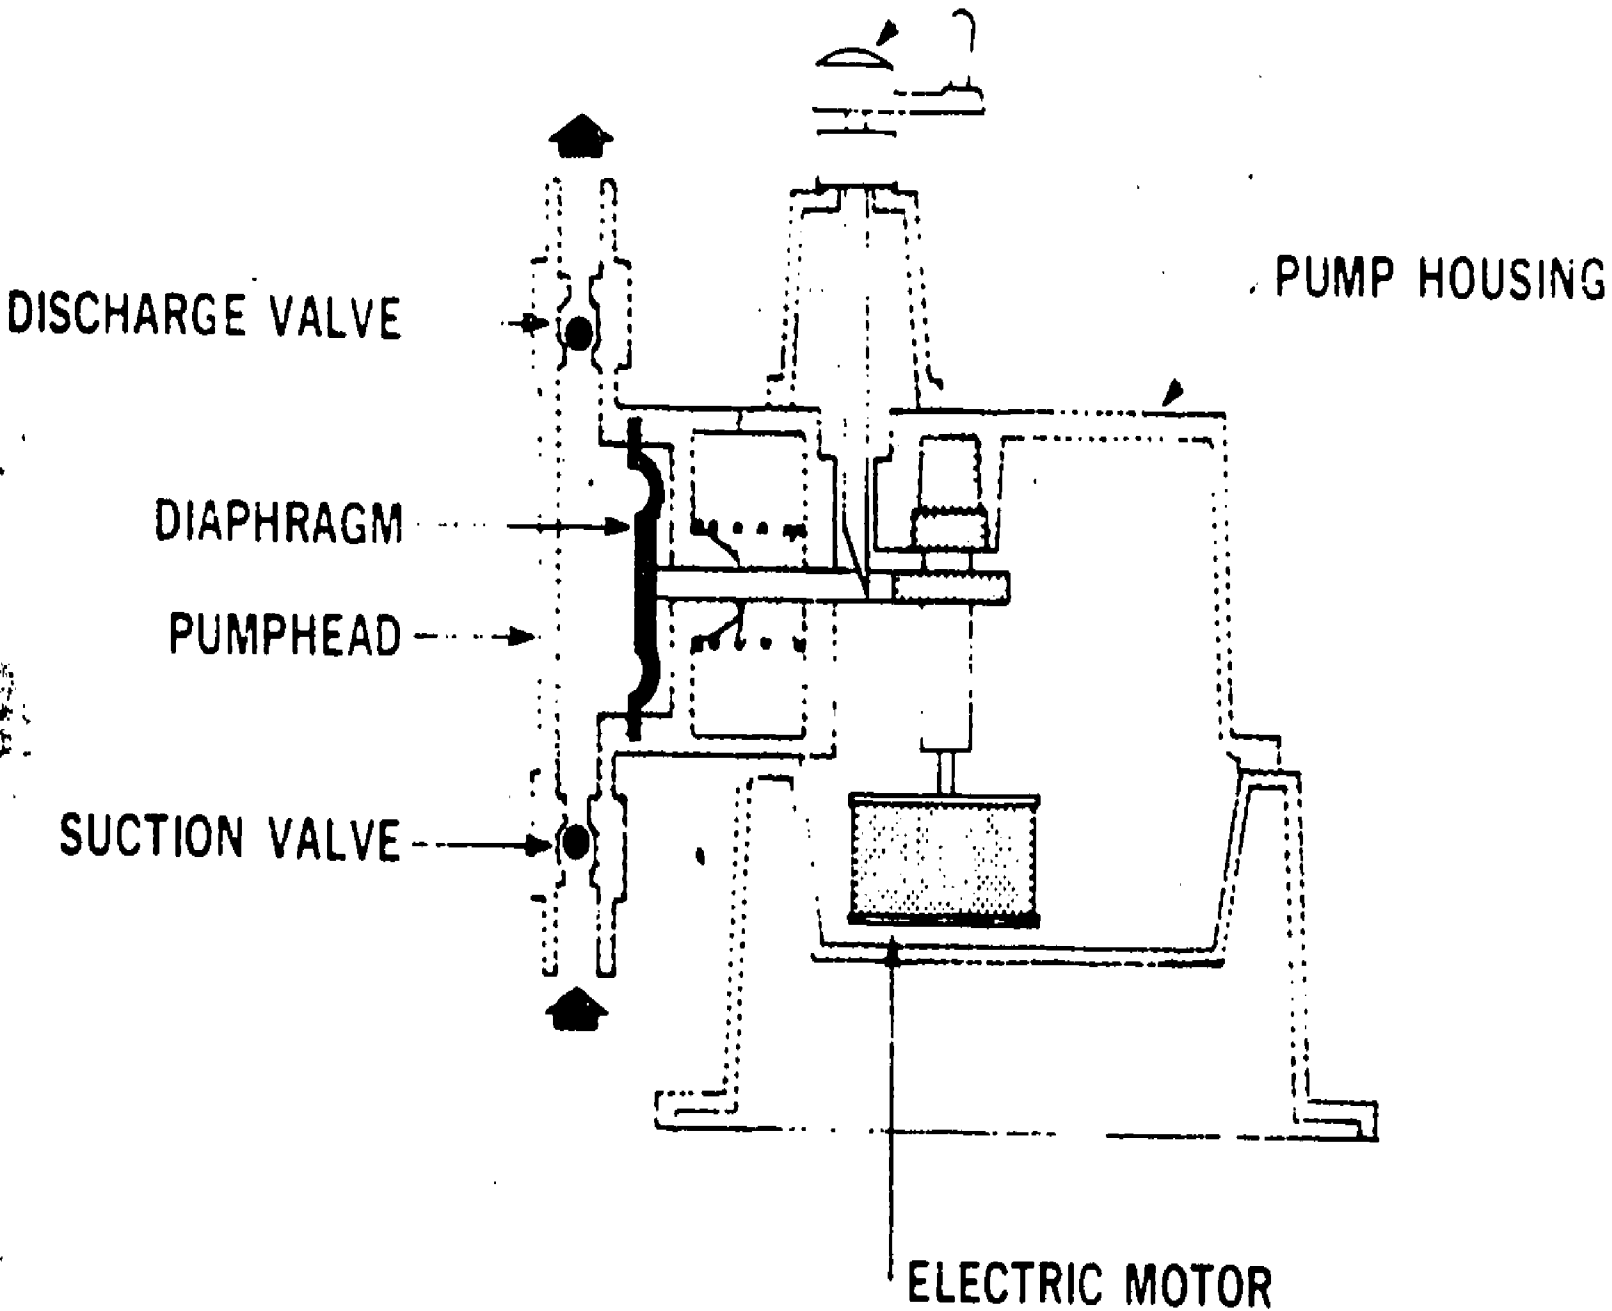 PUMP HOUSING
DISCHARGE VALVE
DIAPHRAGM
PUMPHEAD
SUCTION VALVE
ELECTRIC MOTOR